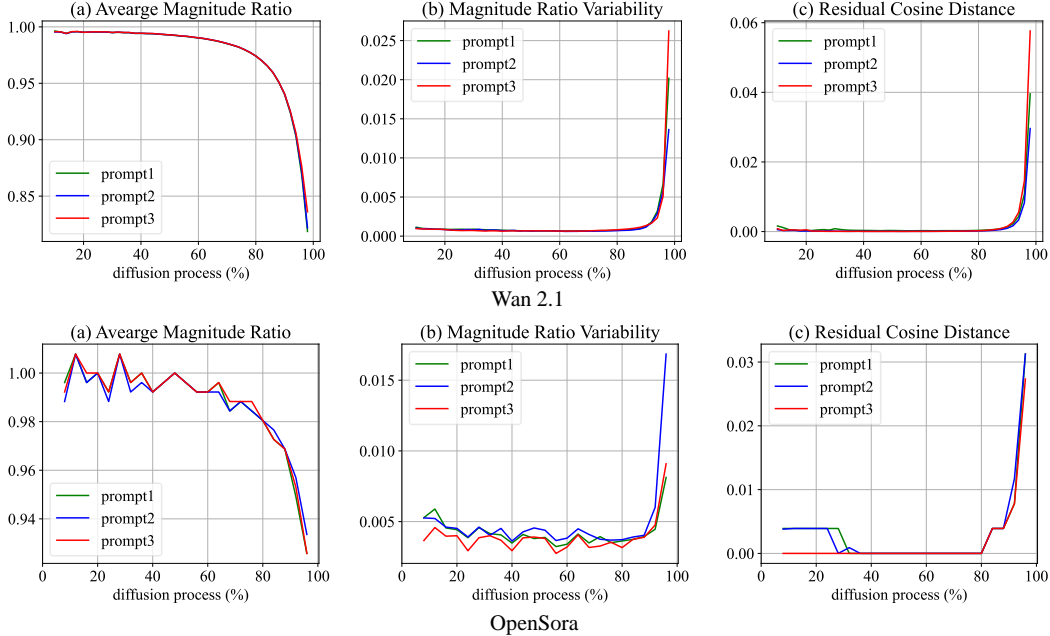 (a) Avearge Magnitude Ratio
1.00
0.95
0.90
0.85
prompt1
prompt2
prompt3
20 40 60 80 100
diffusion process (%)
(b) Magnitude Ratio Variability
0.025
0.020
0.015
0.010
0.005
0.000
prompt1
prompt2
prompt3
20 40 60 80 100
diffusion process (%)
(c) Residual Cosine Distance
0.06
0.04
0.02
0.00
prompt1
prompt2
prompt3
20 40 60 80 100
diffusion process (%)
Wan 2.1
(a) Avearge Magnitude Ratio
1.00
0.98
0.96
0.94
prompt1
prompt2
prompt3
0 20 40 60 80 100
diffusion process (%)
(b) Magnitude Ratio Variability
0.015
0.010
0.005
prompt1
prompt2
prompt3
0 20 40 60 80 100
diffusion process (%)
(c) Residual Cosine Distance
0.03
0.02
0.01
0.00
prompt1
prompt2
prompt3
0 20 40 60 80 100
diffusion process (%)
OpenSora